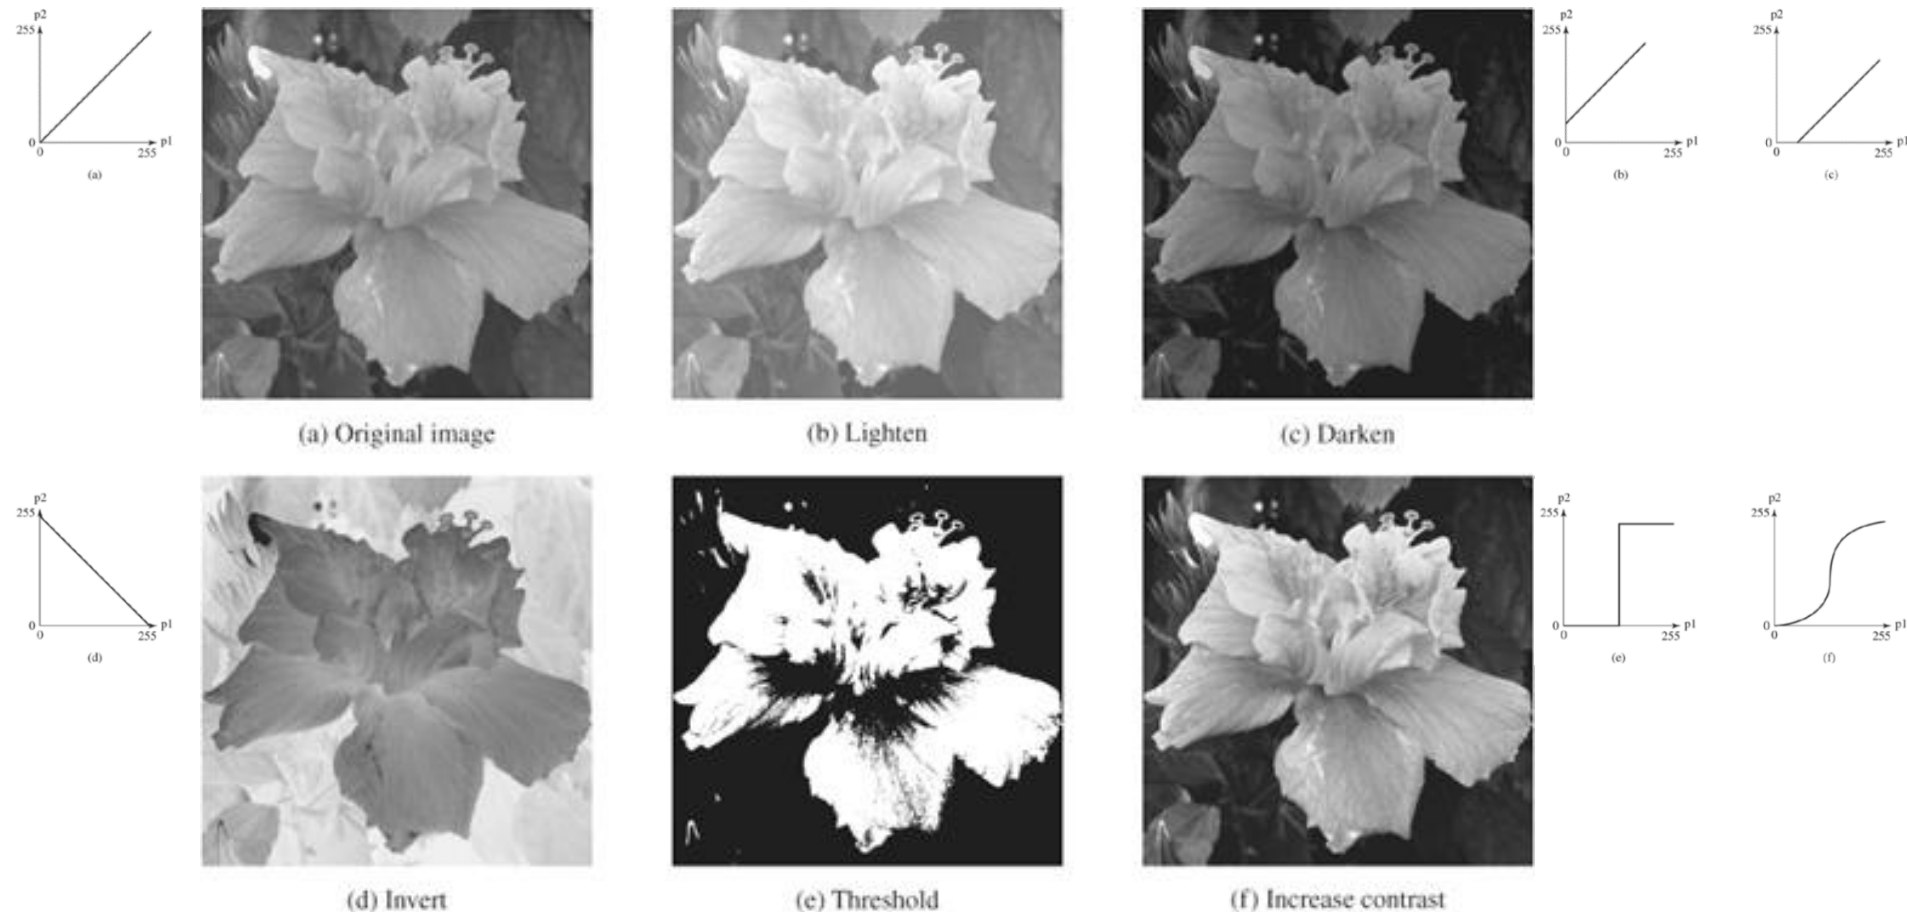 p2
255
0
0
255
p1
(a)
(a) Original image
(b) Lighten
(c) Darken
p2
255
0
0
255
p1
(b)
p2
255
0
0
255
p1
(c)
p2
255
0
0
255
p1
(d)
(d) Invert
(e) Threshold
(f) Increase contrast
p2
255
0
0
255
p1
(e)
p2
255
0
0
255
p1
(f)